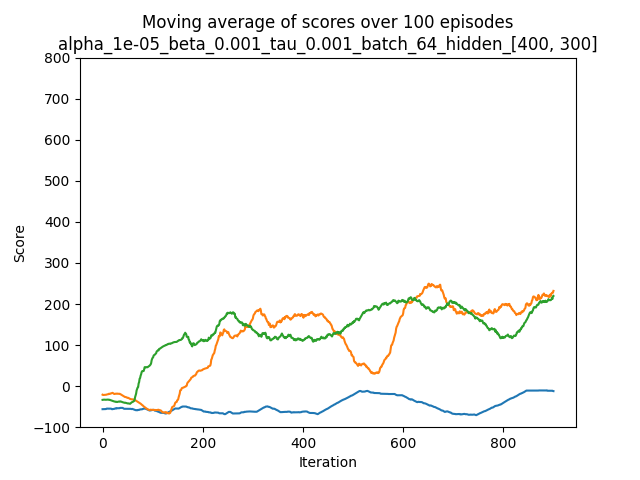 Moving average of scores over 100 episodes
alpha_1e-05_beta_0.001_tau_0.001_batch_64_hidden_[400, 300]
800
700
600
500
400
300
200
100
0
−100
Score
0 200 400 600 800
Iteration